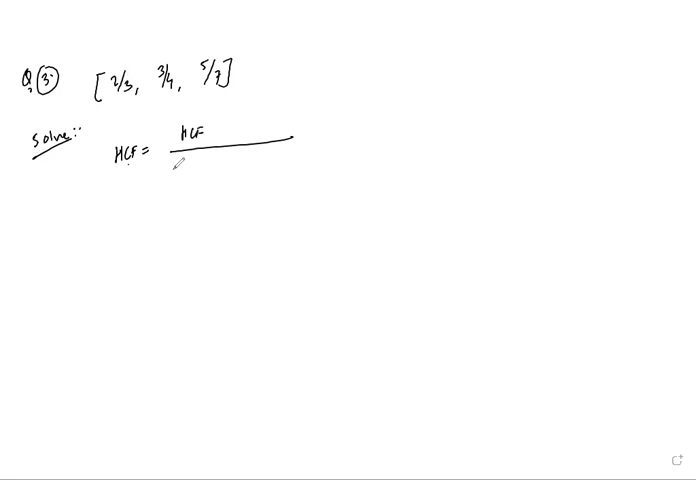 Q, 3. [2/3, 3/4, 5/7]
Solve::
HCF = HCF